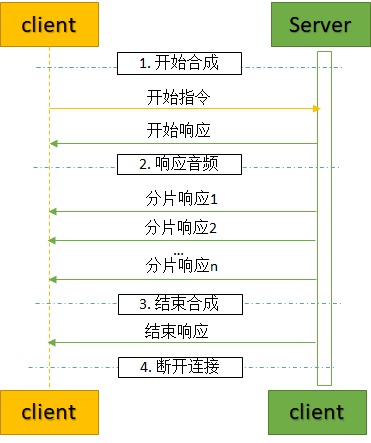 client
Server
1. 开始合成
开始指令
开始响应
2. 响应音频
分片响应1
分片响应2
...
分片响应n
3. 结束合成
结束响应
4. 断开连接
client
client